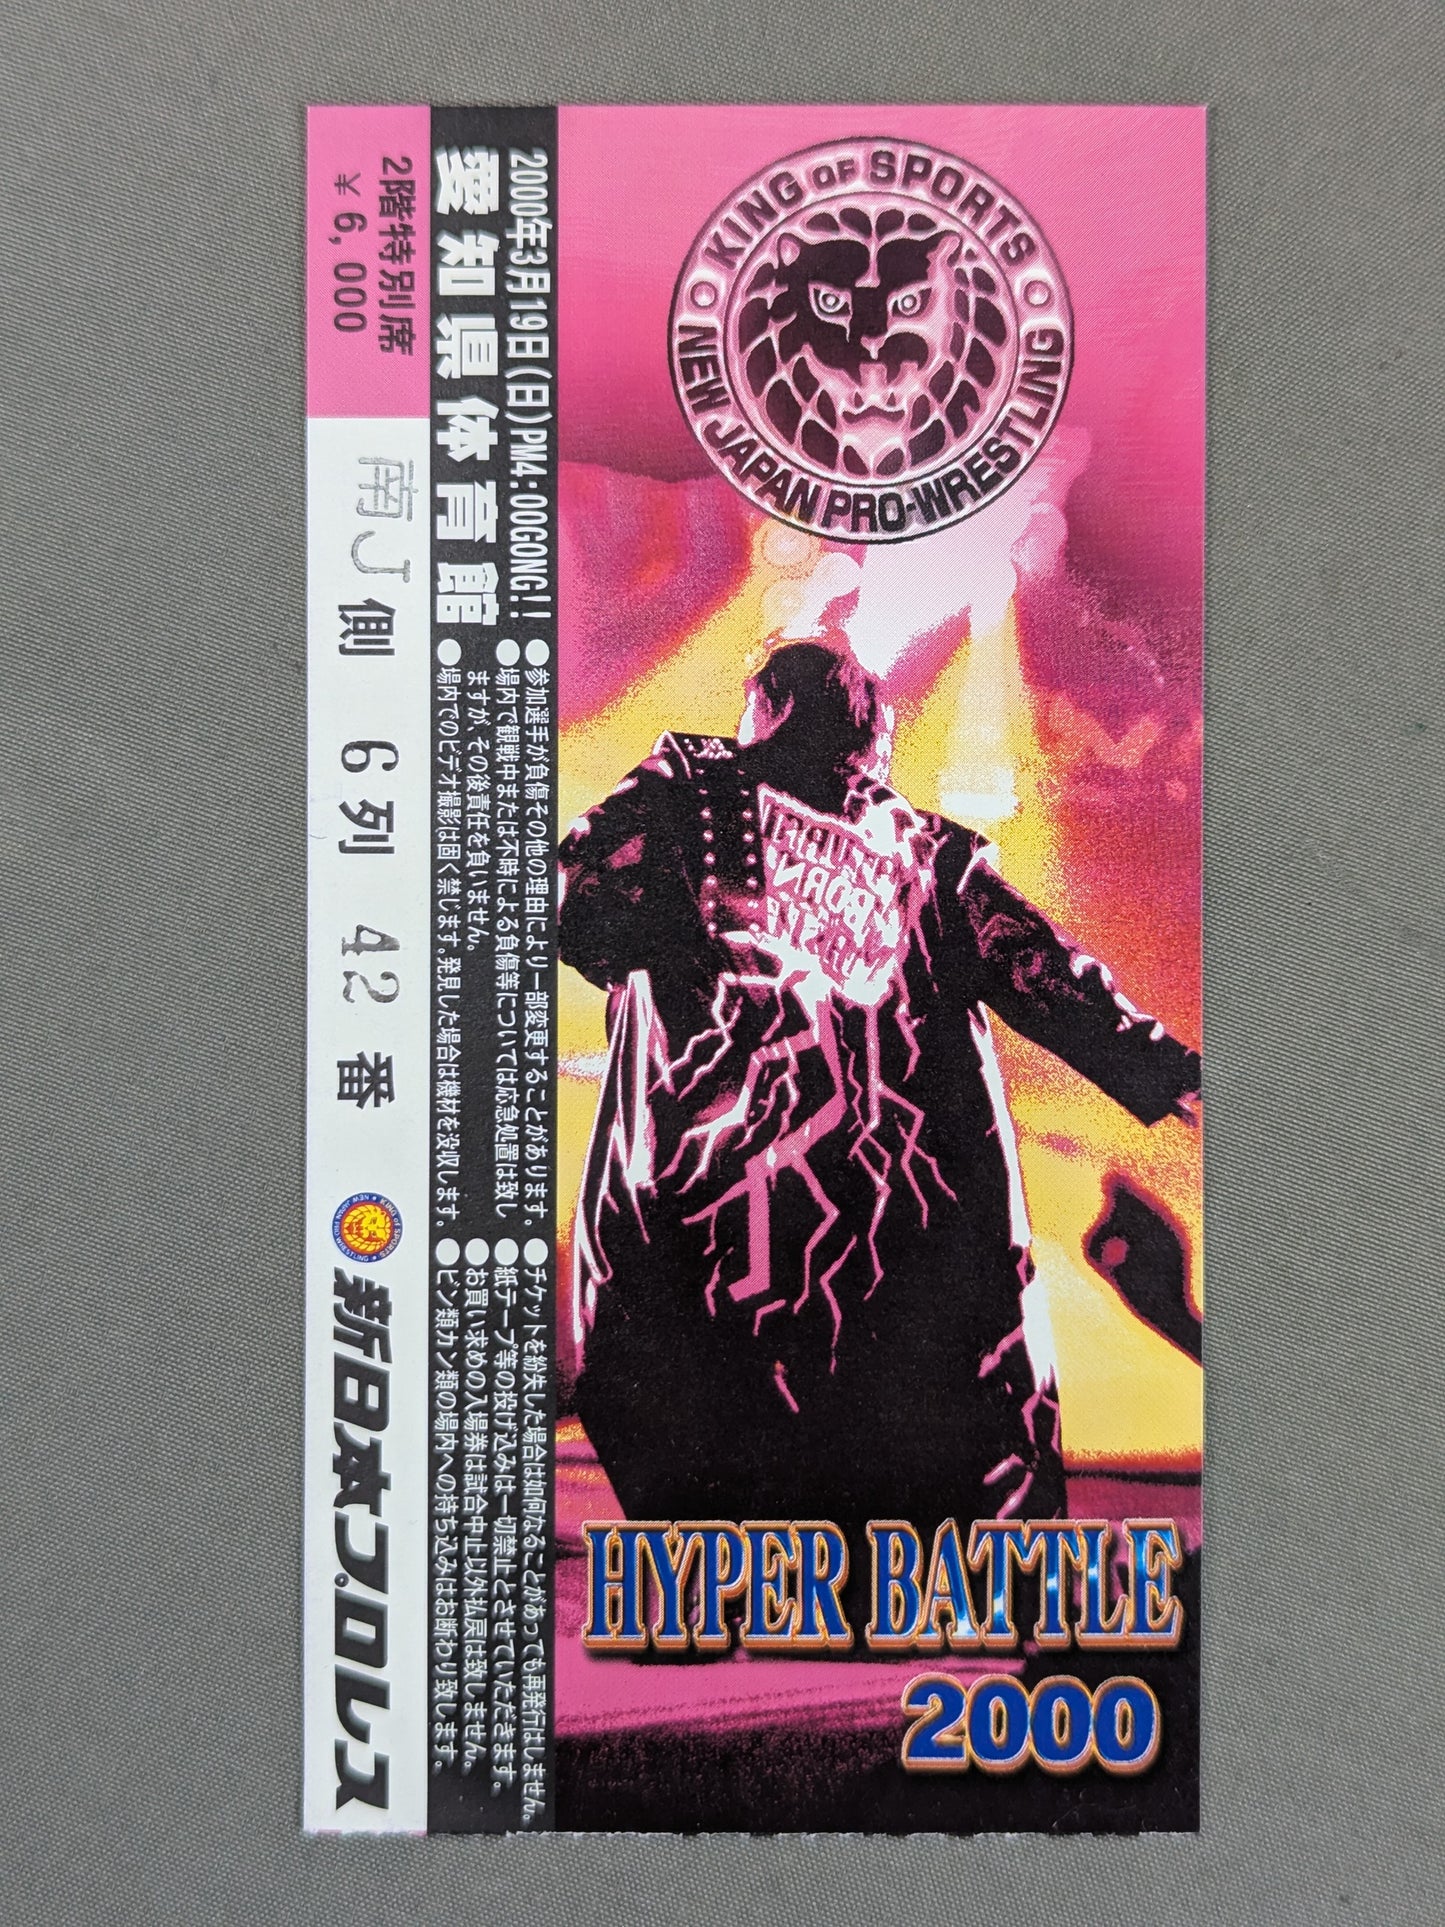 KING OF SPORTS
NEW JAPAN PRO-WRESTLING
BORN
HYPER BATTLE
2000
2000年3月19日(日)PM4:00GONG!!
愛知県体育館
●参加選手が負傷その他の理由により一部変更することがあります。
●場内で観戦中または不時による負傷等については応急処置は致し
ますが、その後責任を負いません。
●場内でのビデオ撮影は固く禁じます。発見した場合は機材を没収します。
●チケットを紛失した場合は如何なることがあっても再発行はしません。
●紙テープ等の投げ込みは一切禁止とさせていただきます。
●お買い求めの入場券は試合中止以外払戻は致しません。
●ビン類カン類の場内への持ち込みはお断わり致します。
2階特別席
¥6,000
南J側 6列 42番
KING of SPORTS
NEW JAPAN PRO WRESTLING
新日本プロレス